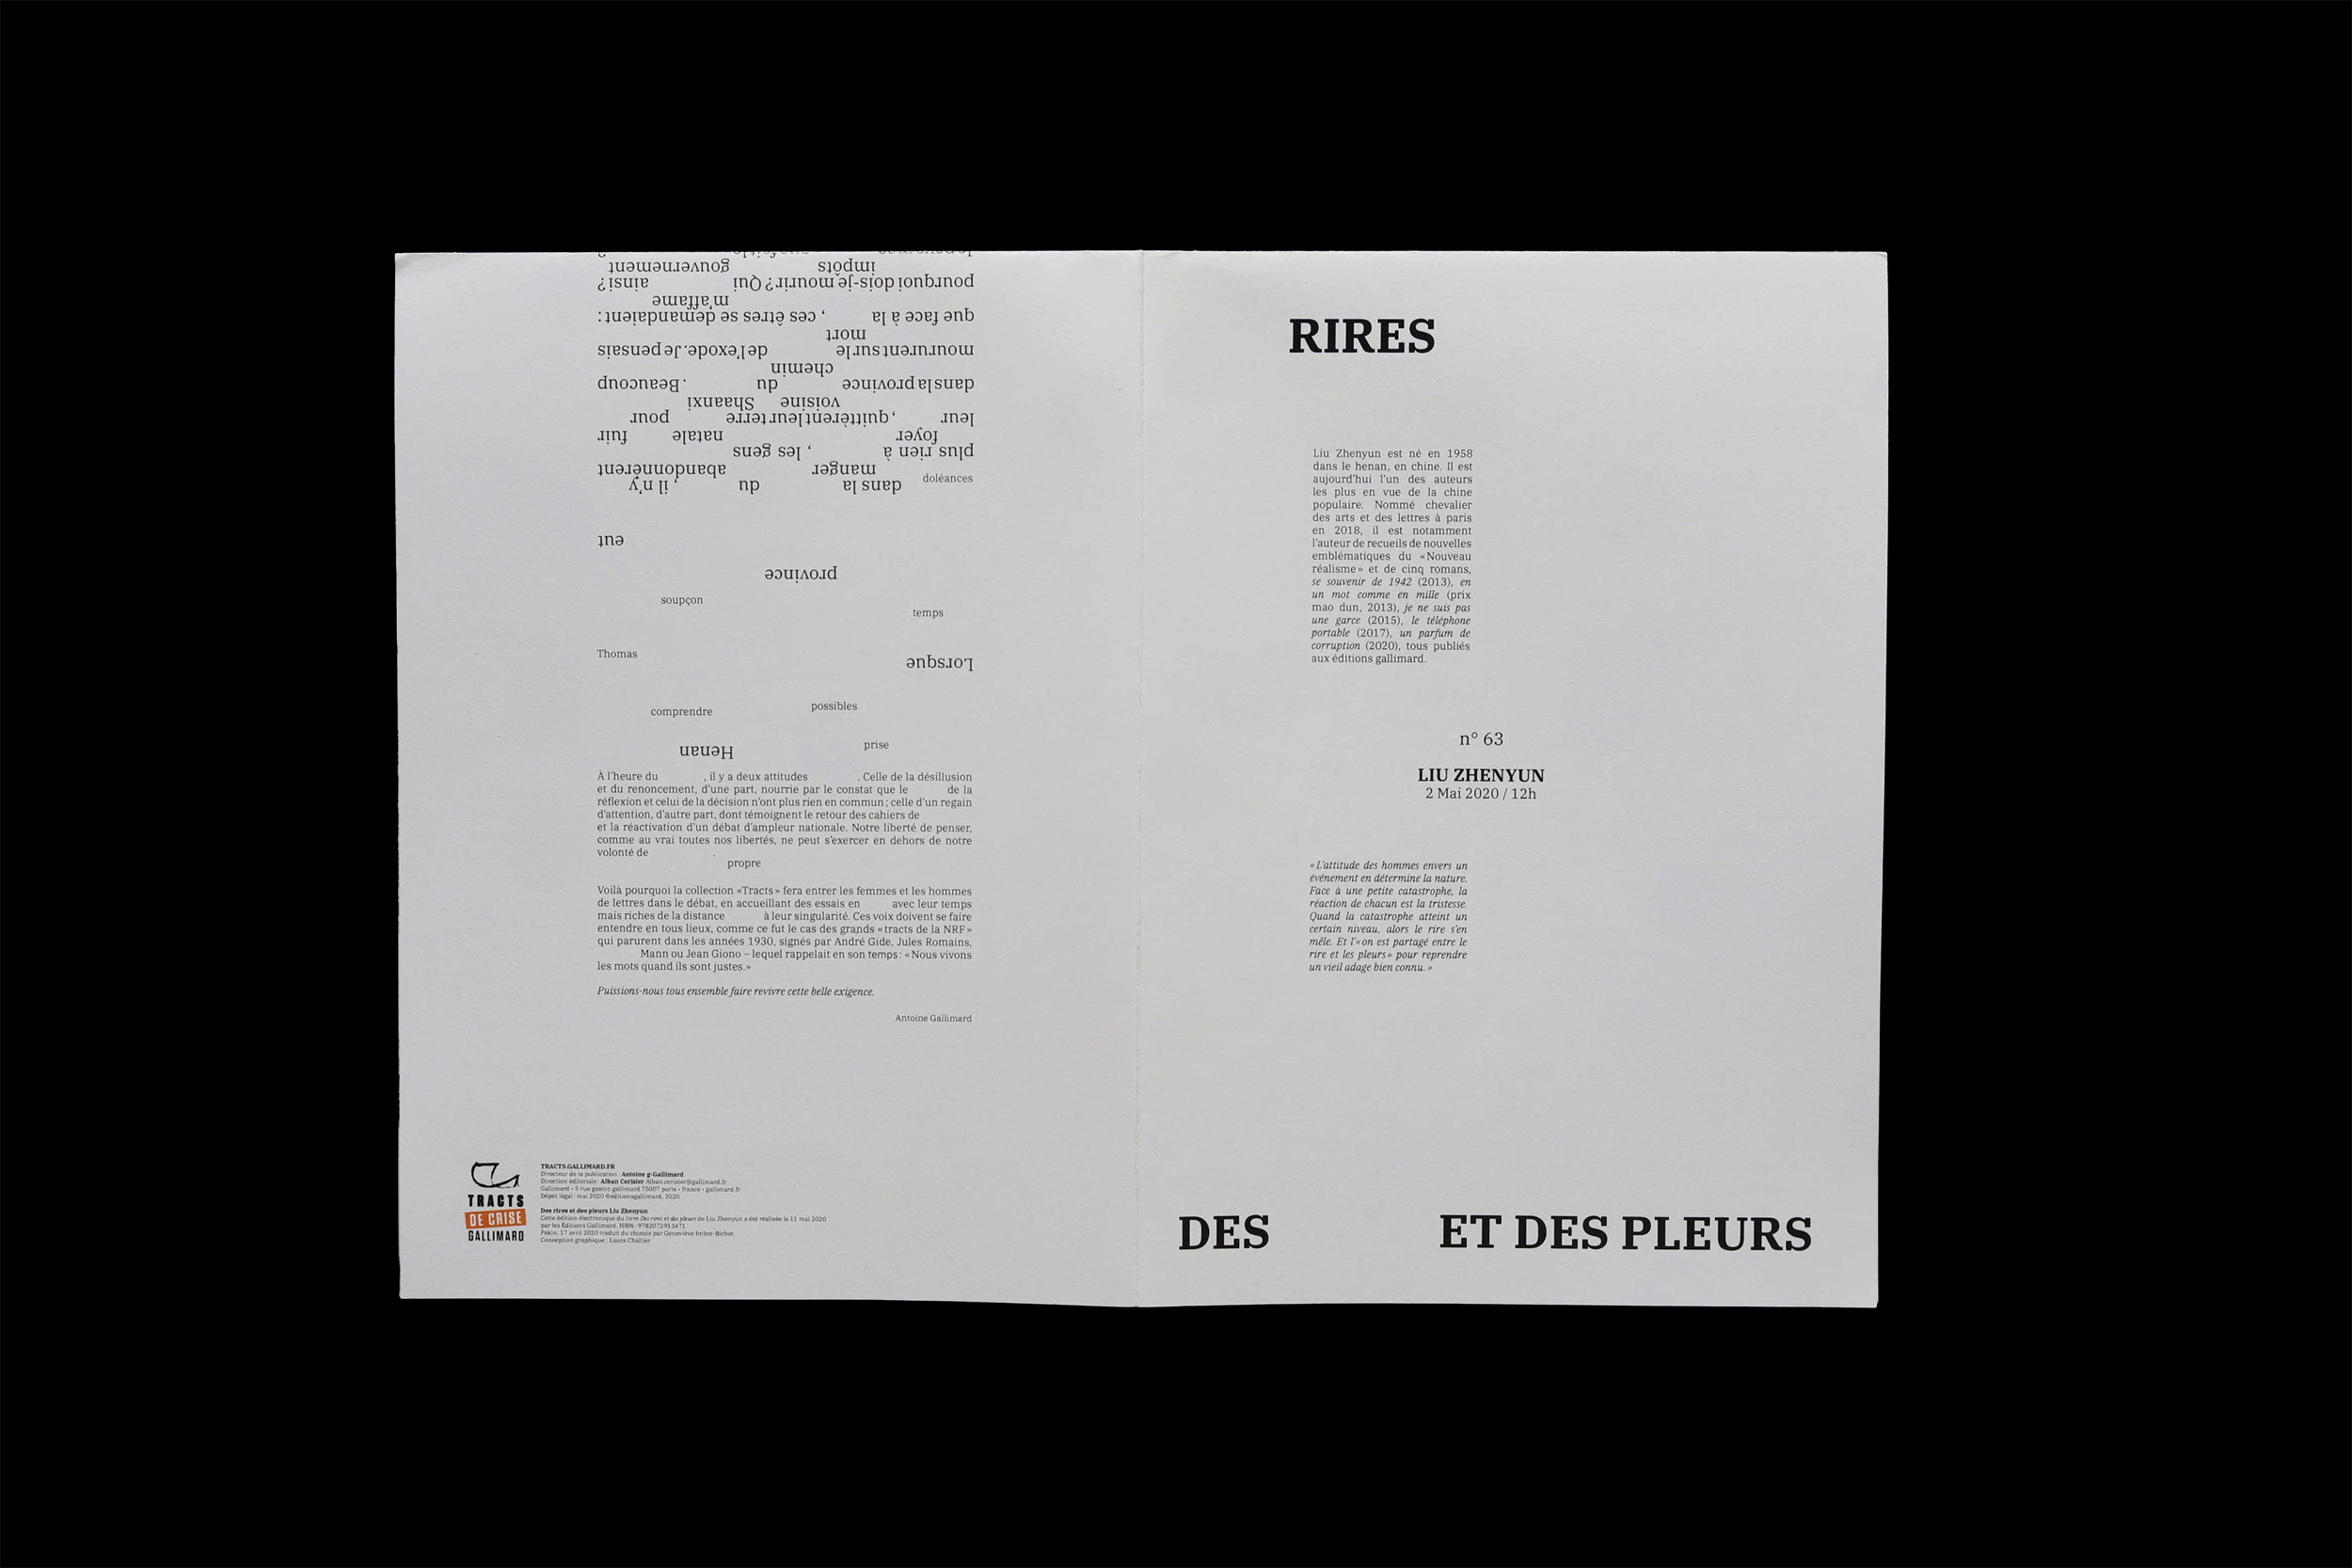 Henan
Lorsque
province
eut
dans la du , il n'y
manger abandonnèrent
plus rien à , les gens
foyer natale fuir
leur , quittèrent leur terre pour
voisine Shaanxi
dans la province du . Beaucoup
chemin
moururent sur le de l'exode. Je pensais
mort
que face à la , ces êtres se demandaient :
m'affame
pourquoi dois-je mourir ? Qui ainsi ?
impôts gouvernement
doléances
soupçon
temps
Thomas
possibles
comprendre
prise
À l'heure du , il y a deux attitudes . Celle de la désillusion
et du renoncement, d'une part, nourrie par le constat que le de la
réflexion et celui de la décision n'ont plus rien en commun ; celle d'un regain
d'attention, d'autre part, dont témoignent le retour des cahiers de
et la réactivation d'un débat d'ampleur nationale. Notre liberté de penser,
comme au vrai toutes nos libertés, ne peut s'exercer en dehors de notre
volonté de .
propre
Voilà pourquoi la collection «Tracts» fera entrer les femmes et les hommes
de lettres dans le débat, en accueillant des essais en avec leur temps
mais riches de la distance à leur singularité. Ces voix doivent se faire
entendre en tous lieux, comme ce fut le cas des grands «tracts de la NRF»
qui parurent dans les années 1930, signés par André Gide, Jules Romains,
Mann ou Jean Giono – lequel rappelait en son temps : «Nous vivons
les mots quand ils sont justes.»
Puissions-nous tous ensemble faire revivre cette belle exigence.
Antoine Gallimard
TRACTS
DE CRISE
GALLIMARD
TRACTS.GALLIMARD.FR
Directeur de la publication : Antoine g-Gallimard
Direction éditoriale : Alban Cerisier Alban.cerisier@gallimard.fr
Gallimard • 5 rue gaston gallimard 75007 paris • france • gallimard.fr
Dépot légal : mai 2020 ©editionsgallimard, 2020
Des rires et des pleurs Liu Zhenyun
Cette édition électronique du livre Des rires et des pleurs de Liu Zhenyun a été réalisée le 11 mai 2020
par les Éditions Gallimard. ISBN : 9782072913471
Pékin, 17 avril 2020 traduit du chinois par Geneviève Imbot-Bichet.
Conception graphique : Laura Challier
RIRES
Liu Zhenyun est né en 1958
dans le henan, en chine. Il est
aujourd'hui l'un des auteurs
les plus en vue de la chine
populaire. Nommé chevalier
des arts et des lettres à paris
en 2018, il est notamment
l'auteur de recueils de nouvelles
emblématiques du «Nouveau
réalisme» et de cinq romans,
se souvenir de 1942 (2013), en
un mot comme en mille (prix
mao dun, 2013), je ne suis pas
une garce (2015), le téléphone
portable (2017), un parfum de
corruption (2020), tous publiés
aux éditions gallimard.
n° 63
LIU ZHENYUN
2 Mai 2020 / 12h
«L'attitude des hommes envers un
événement en détermine la nature.
Face à une petite catastrophe, la
réaction de chacun est la tristesse.
Quand la catastrophe atteint un
certain niveau, alors le rire s'en
mêle. Et l'«on est partagé entre le
rire et les pleurs» pour reprendre
un vieil adage bien connu.»
DES ET DES PLEURS